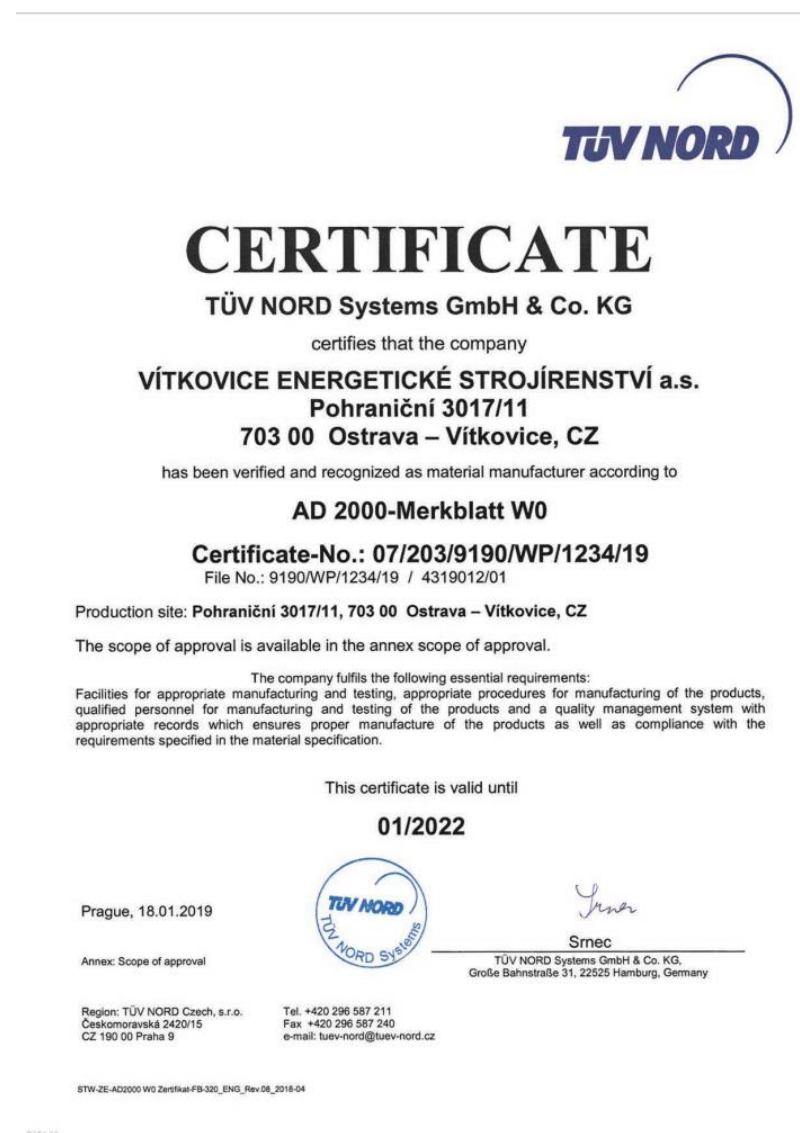 TÜV NORD
CERTIFICATE
TÜV NORD Systems GmbH & Co. KG
certifies that the company
VÍTKOVICE ENERGETICKÉ STROJÍRENSTVÍ a.s.
Pohraniční 3017/11
703 00 Ostrava – Vítkovice, CZ
has been verified and recognized as material manufacturer according to
AD 2000-Merkblatt W0
Certificate-No.: 07/203/9190/WP/1234/19
File No.: 9190/WP/1234/19 / 4319012/01
Production site: Pohraniční 3017/11, 703 00 Ostrava – Vítkovice, CZ
The scope of approval is available in the annex scope of approval.
The company fulfils the following essential requirements:
Facilities for appropriate manufacturing and testing, appropriate procedures for manufacturing of the products,
qualified personnel for manufacturing and testing of the products and a quality management system with
appropriate records which ensures proper manufacture of the products as well as compliance with the
requirements specified in the material specification.
This certificate is valid until
01/2022
Prague, 18.01.2019
TÜV NORD
TÜV NORD Systems
Srnec
Annex: Scope of approval
TÜV NORD Systems GmbH & Co. KG,
Große Bahnstraße 31, 22525 Hamburg, Germany
Region: TÜV NORD Czech, s.r.o.
Českomoravská 2420/15
CZ 190 00 Praha 9
Tel. +420 296 587 211
Fax +420 296 587 240
e-mail: tuev-nord@tuev-nord.cz
STW-ZE-AD2000 W0 Zertifikat-FB-320_ENG_Rev.08_2018-04